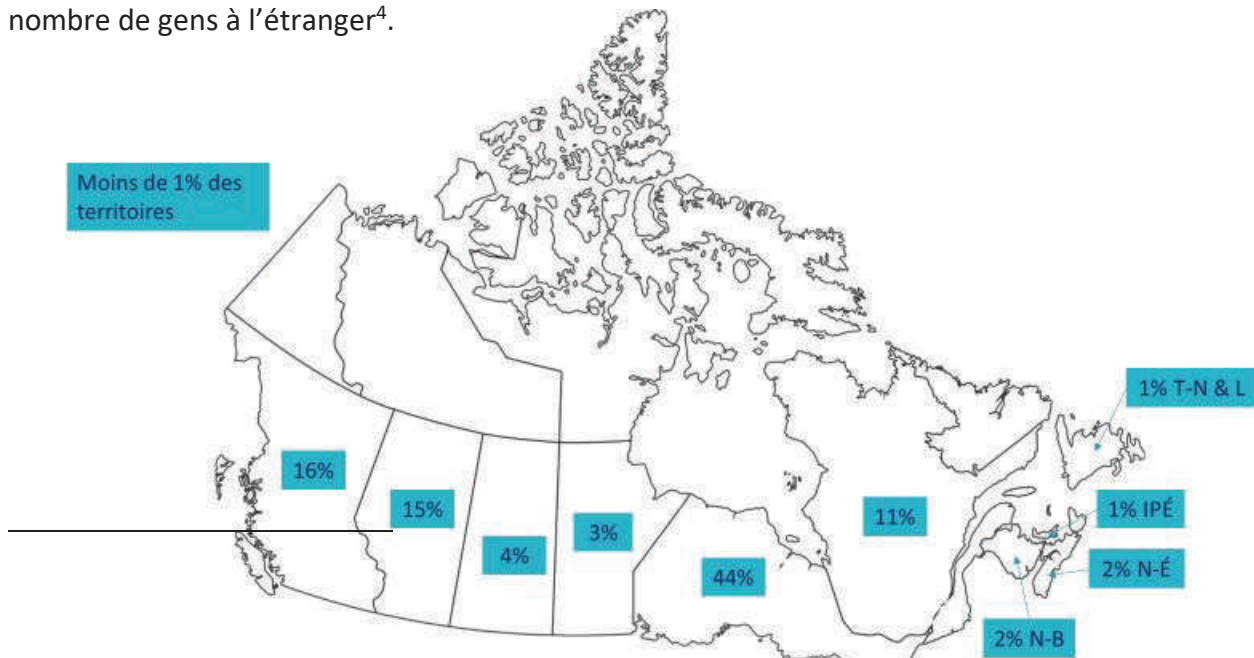 nombre de gens à l’étranger⁴.
Moins de 1% des
territoires
1% T-N & L
16%
15%
11%
1% IPÉ
3%
4%
44%
2% N-É
2% N-B